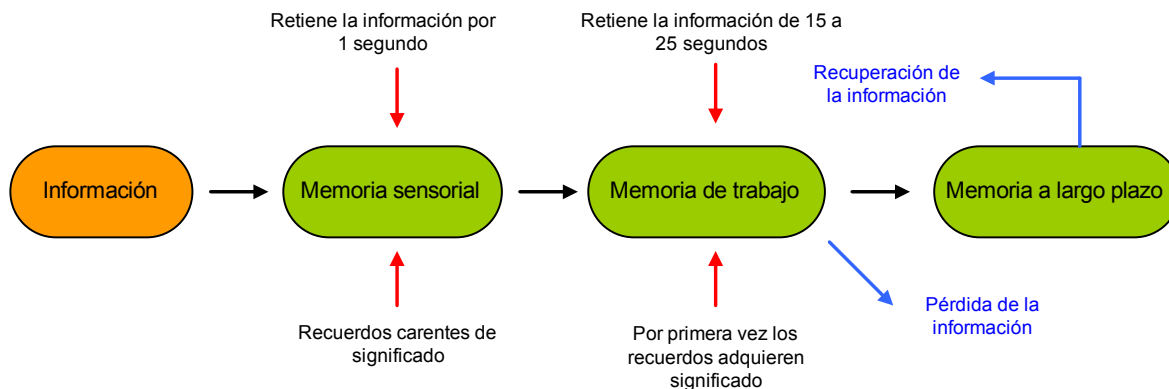 Retiene la información por
1 segundo
Retiene la información de 15 a
25 segundos
Recuperación de
la información
Información
Memoria sensorial
Memoria de trabajo
Memoria a largo plazo
Recuerdos carentes de
significado
Por primera vez los
recuerdos adquieren
significado
Pérdida de la
información